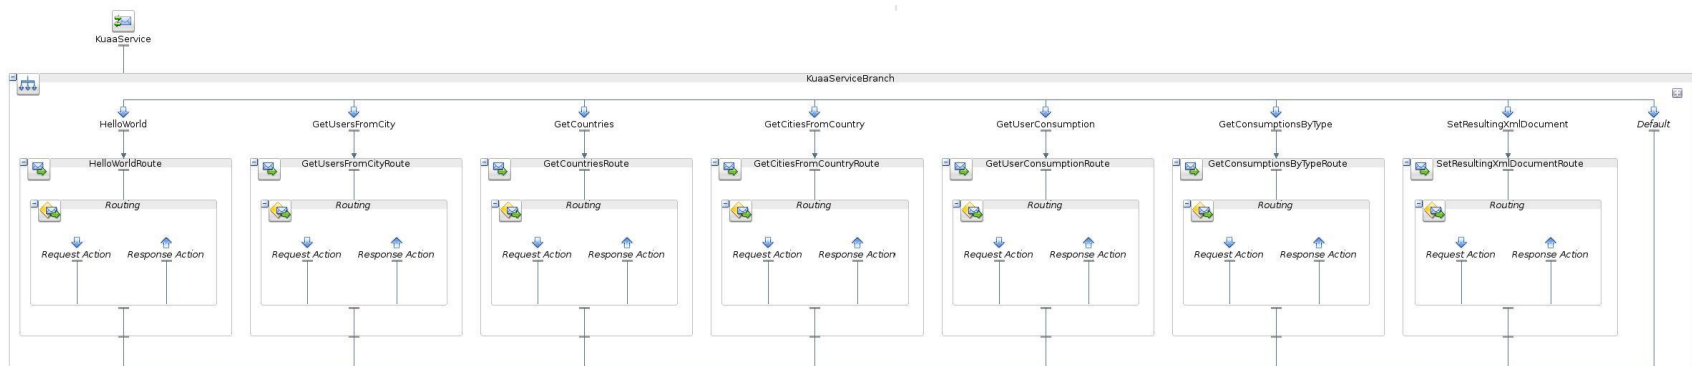 KuaaService
KuaaServiceBranch
HelloWorld GetUsersFromCity GetCountries GetCitiesFromCountry GetUserConsumption GetConsumptionsByType SetResultingXmlDocument Default
HelloWorldRoute GetUsersFromCityRoute GetCountriesRoute GetCitiesFromCountryRoute GetUserConsumptionRoute GetConsumptionsByTypeRoute SetResultingXmlDocumentRoute
Routing Routing Routing Routing Routing Routing Routing
Request Action Response Action Request Action Response Action Request Action Response Action Request Action Response Action Request Action Response Action Request Action Response Action Request Action Response Action